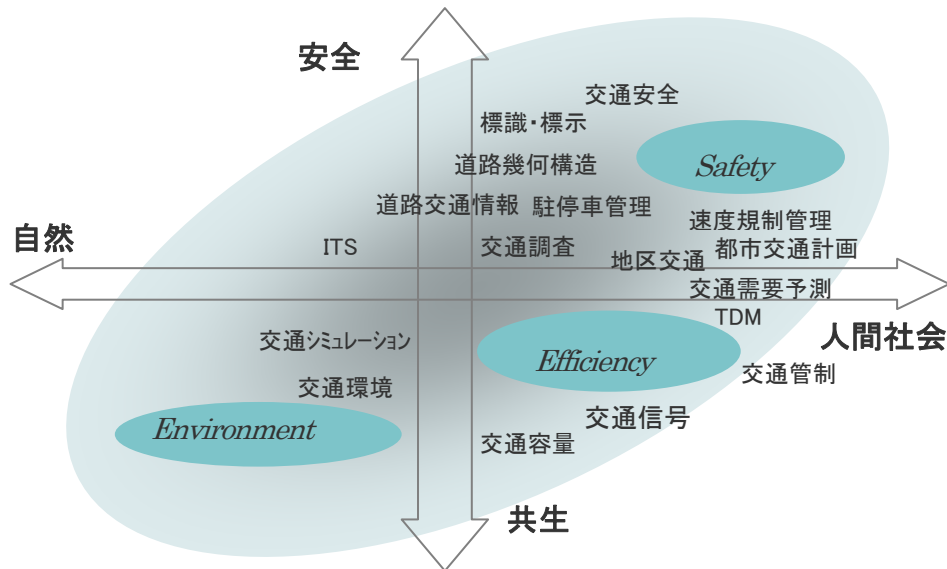 安全
交通安全
標識・標示
道路幾何構造
Safety
道路交通情報
駐停車管理
速度規制管理
自然
ITS
交通調査
地区交通
都市交通計画
交通需要予測
TDM
人間社会
交通シミュレーション
Efficiency
交通管制
交通環境
Environment
交通信号
交通容量
共生